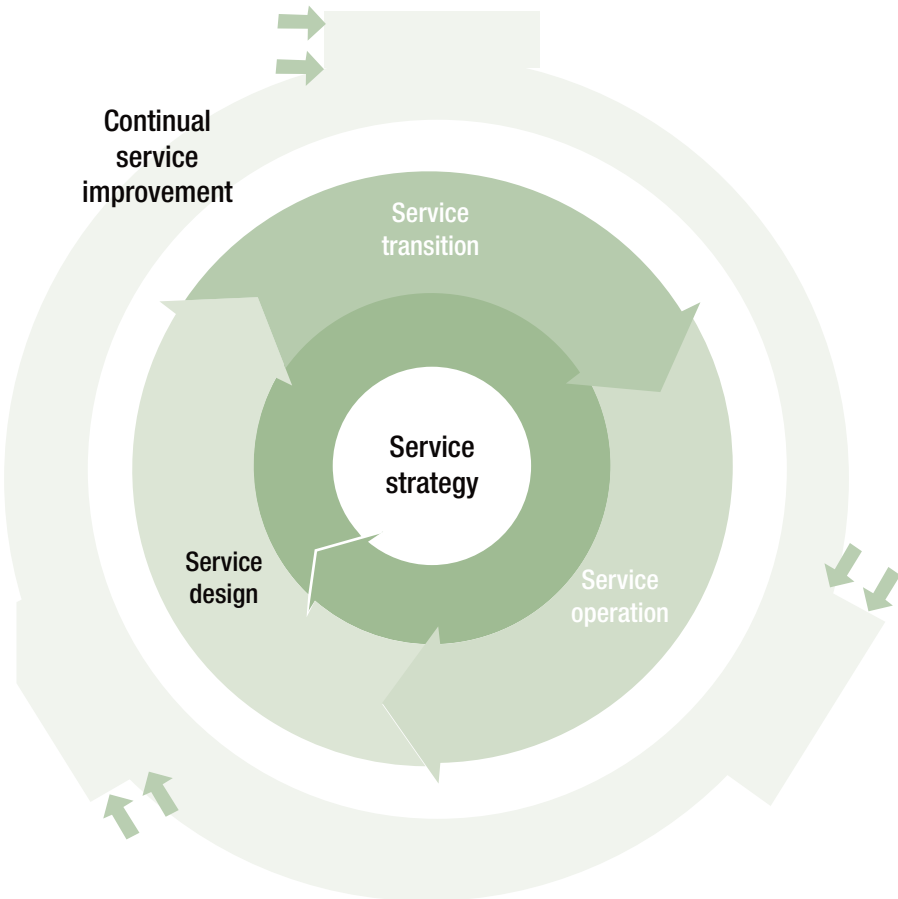 Continual
service
improvement
Service
transition
Service
strategy
Service
design
Service
operation